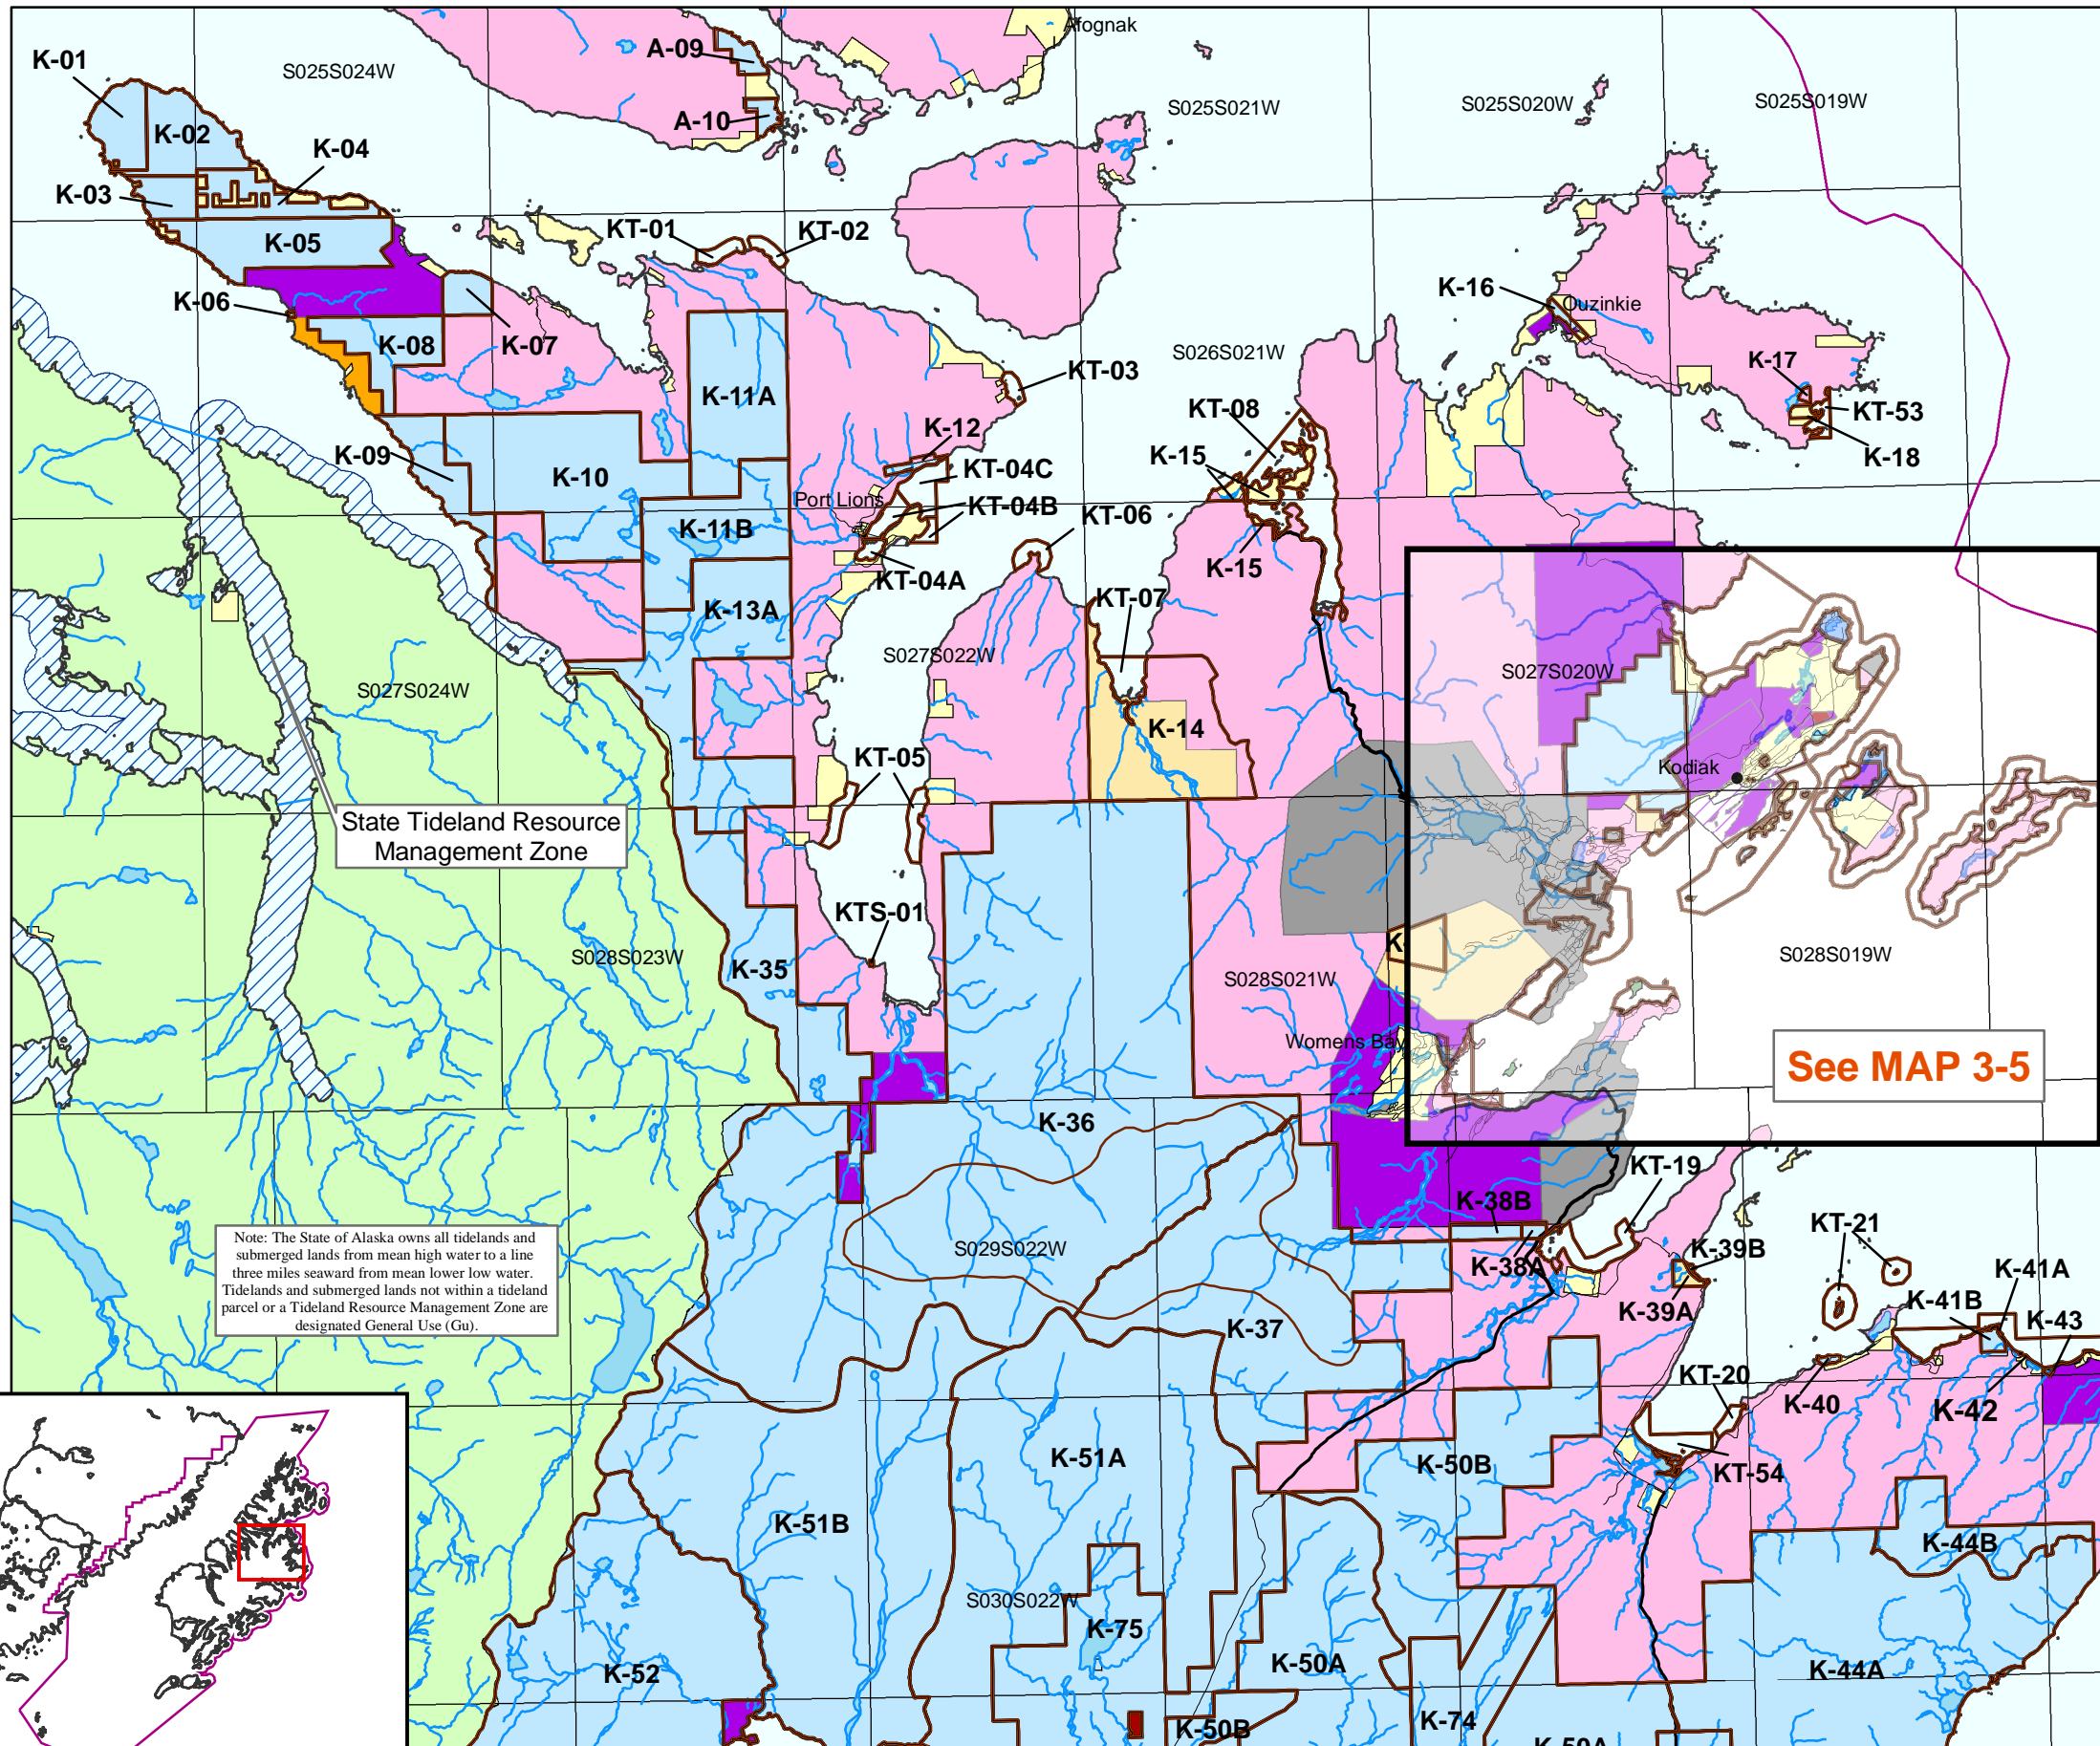 Afognak
A-09
K-01
S025S024W
S025S021W
S025S020W
S025S019W
A-10
K-02
K-04
K-03
KT-01
KT-02
K-05
K-16
Ouzinkie
K-06
K-08
K-07
S026S021W
K-17
KT-03
K-11A
KT-08
KT-53
K-12
K-09
K-15
K-18
KT-04C
K-10
Port Lions
KT-04B
KT-06
K-11B
K-15
KT-04A
KT-07
K-13A
S027S022W
S027S020W
S027S024W
K-14
KT-05
Kodiak
State Tideland Resource
Management Zone
KTS-01
K-
S028S023W
K-35
S028S021W
S028S019W
Womens Bay
See MAP 3-5
K-36
KT-19
K-38B
KT-21
Note: The State of Alaska owns all tidelands and
submerged lands from mean high water to a line
three miles seaward from mean lower low water.
Tidelands and submerged lands not within a tideland
parcel or a Tideland Resource Management Zone are
designated General Use (Gu).
S029S022W
K-39B
K-38A
K-41A
K-41B
K-39A
K-43
K-37
KT-20
K-40
K-42
K-51A
K-50B
KT-54
K-51B
K-44B
S030S022W
K-75
K-52
K-50A
K-44A
K-50B
K-74
K-50A